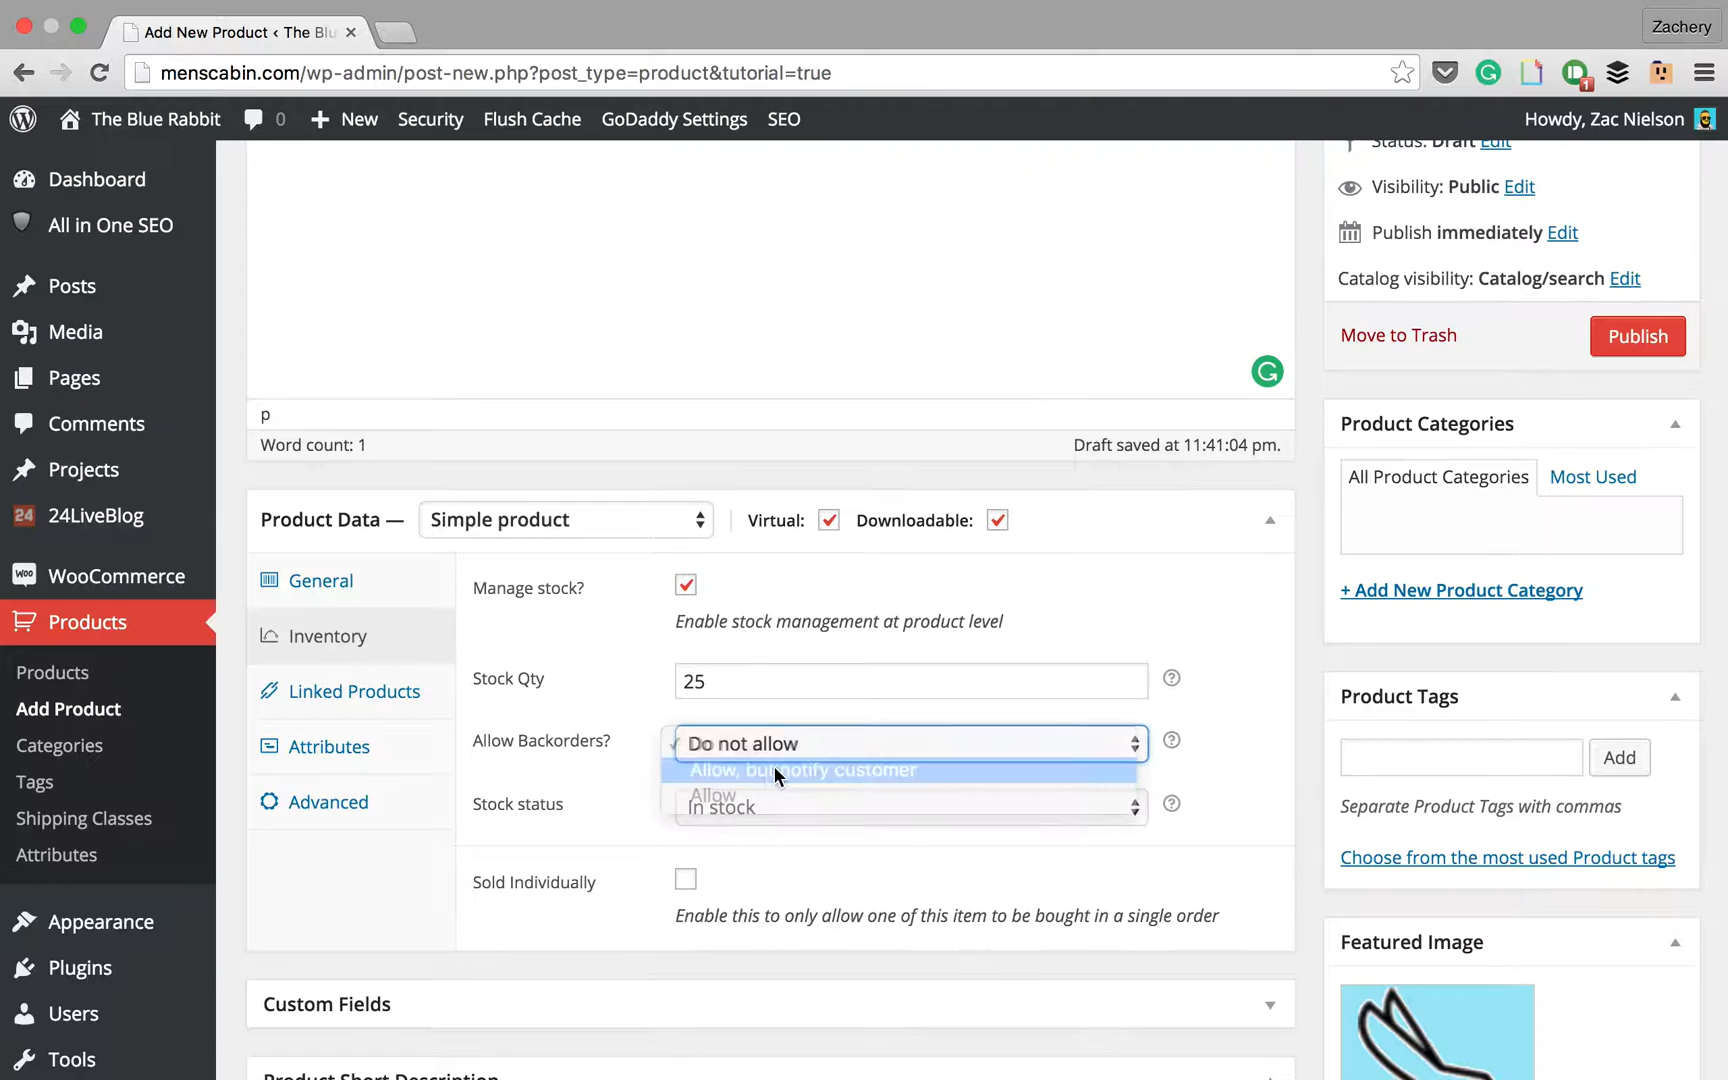 Add New Product ‹ The Blu
Zachery
menscabin.com/wp-admin/post-new.php?post_type=product&tutorial=true
1
The Blue Rabbit
0
New
Security
Flush Cache
GoDaddy Settings
SEO
Howdy, Zac Nielson
Dashboard
All in One SEO
Posts
Media
Pages
Comments
Projects
24 24LiveBlog
Woo WooCommerce
Products
Products
Add Product
Categories
Tags
Shipping Classes
Attributes
Appearance
Plugins
Users
Tools
p
Word count: 1
Draft saved at 11:41:04 pm.
Product Data —
Simple product
Virtual:
Downloadable:
General
Inventory
Linked Products
Attributes
Advanced
Manage stock?
Enable stock management at product level
Stock Qty
25
Allow Backorders?
Do not allow
Allow, but notify customer
Allow
Stock status
In stock
Sold Individually
Enable this to only allow one of this item to be bought in a single order
Custom Fields
Product Short Description
Status: Draft Edit
Visibility: Public Edit
Publish immediately Edit
Catalog visibility: Catalog/search Edit
Move to Trash
Publish
Product Categories
All Product Categories
Most Used
+ Add New Product Category
Product Tags
Add
Separate Product Tags with commas
Choose from the most used Product tags
Featured Image